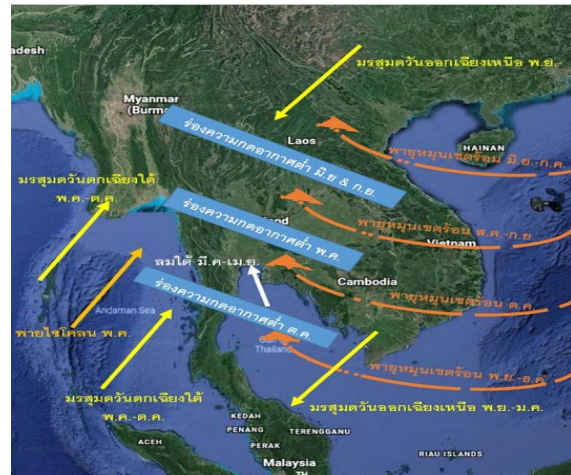 adesh
มรสุมตวันออกเฉียงเหนือ พ.ย.
Myanmar
(Burma)
ร่องความกดอากาศต่ำ มิ.ย & ก.ย.
Laos
HAINAN
พายุหมุนเขตร้อน มิ.ย.-ก.ค.
มรสุมตวันตกเฉียงใต้
พ.ค.-ต.ค.
ร่องความกดอากาศต่ำ พ.ค.
land
พายุหมุนเขตร้อน ส.ค.-ก.ย.
Vietnam
ลมใต้ มี.ค-เม.ย.
Cambodia
ร่องความกดอากาศต่ำ ต.ค.
พายุหมุนเขตร้อน ต.ค.
Andaman Sea
พายุไซโคลน พ.ค.
Thailand
พายุหมุนเขตร้อน พ.ย.-ธ.ค.
มรสุมตวันตกเฉียงใต้
พ.ค.-ต.ค.
มรสุมตวันออกเฉียงเหนือ พ.ย.-ม.ค.
KEDAH
PENANG
TERENGGANU
PERAK
ACEH
Malaysia
RIAU ISLANDS